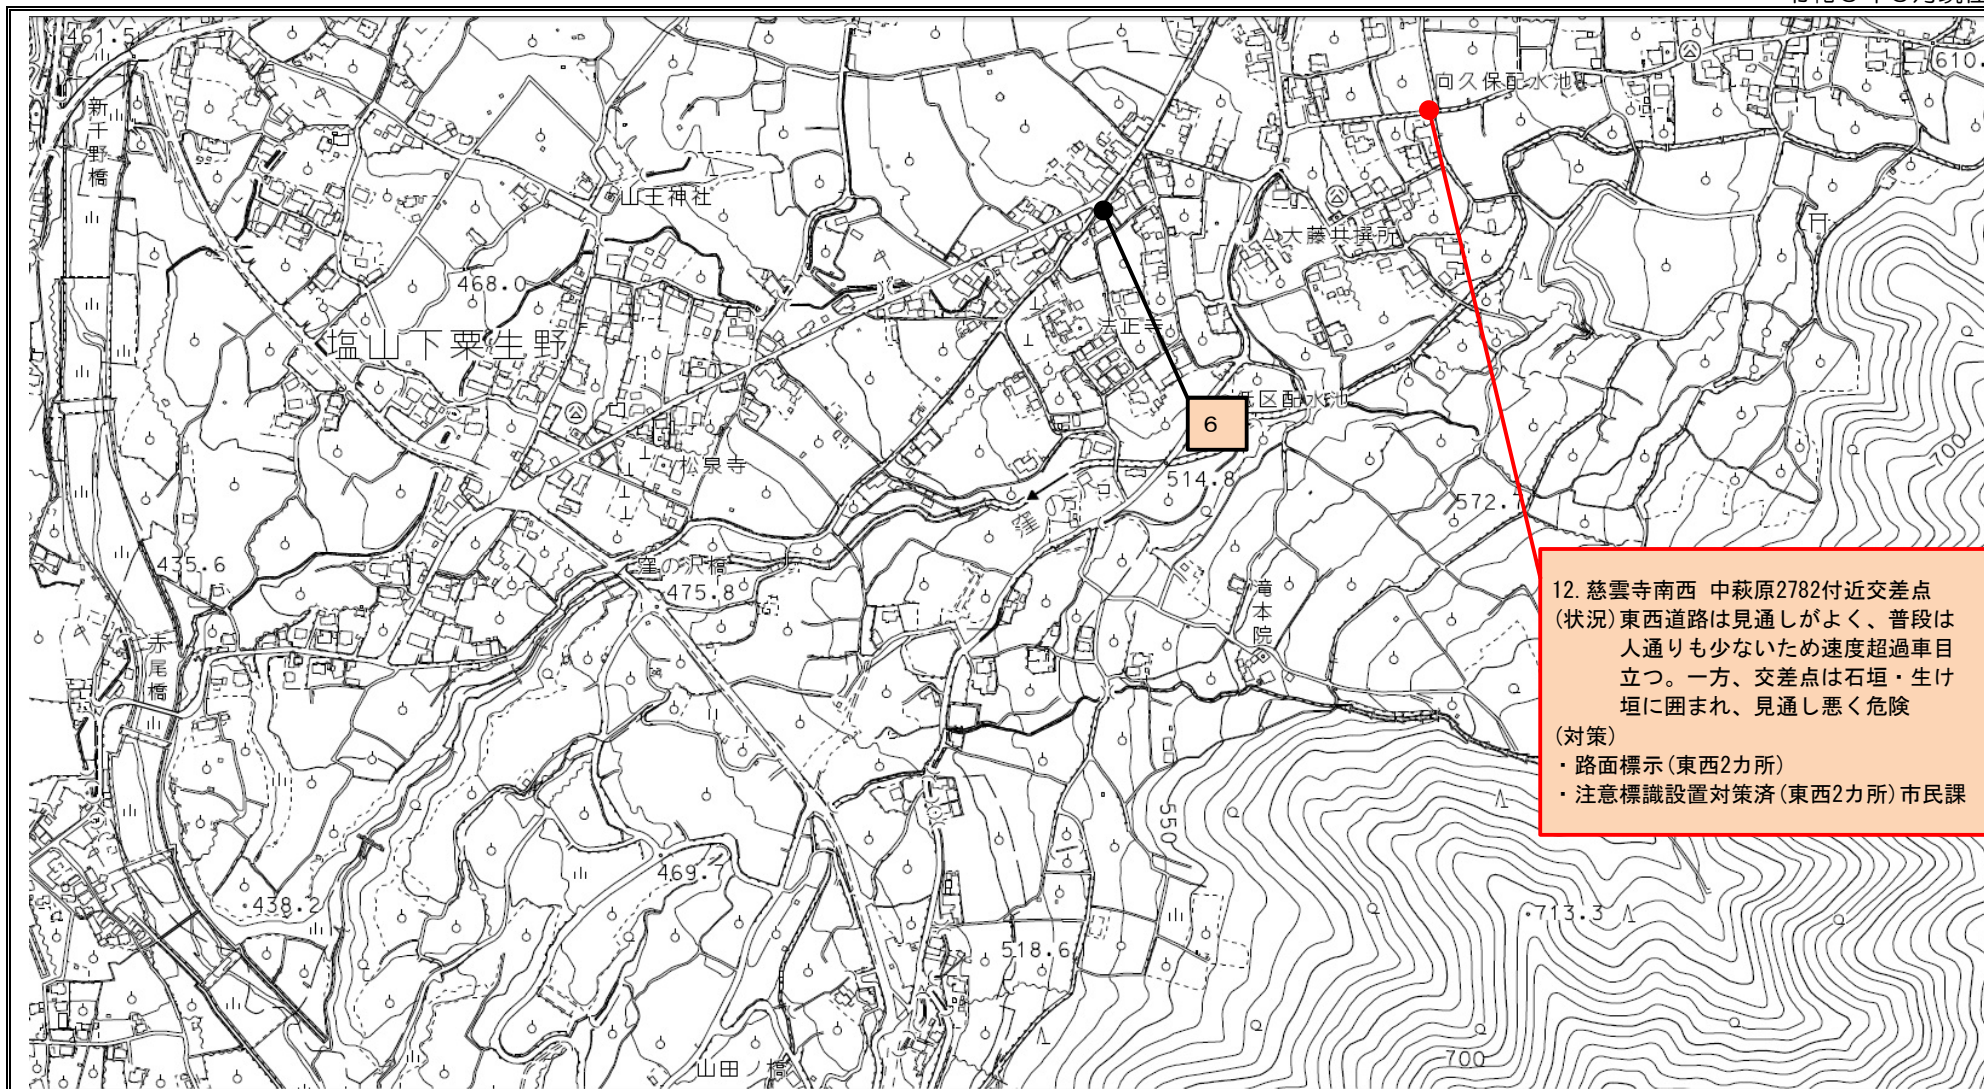 461.5
新千野橋
向久保配水池
610.
山王神社
大藤共撰所
468.0
塩山下粟生野
法正寺
低区配水池
6
松泉寺
514.8
572.7
700
435.6
窪の沢橋
475.8
滝本院
赤尾橋
12. 慈雲寺南西 中萩原2782付近交差点
(状況)東西道路は見通しがよく、普段は
人通りも少ないため速度超過車目
立つ。一方、交差点は石垣・生け
垣に囲まれ、見通し悪く危険
(対策)
・路面標示(東西2カ所)
・注意標識設置対策済(東西2カ所)市民課
550
469.7
438.2
713.3
518.6
700
山田ノ橋